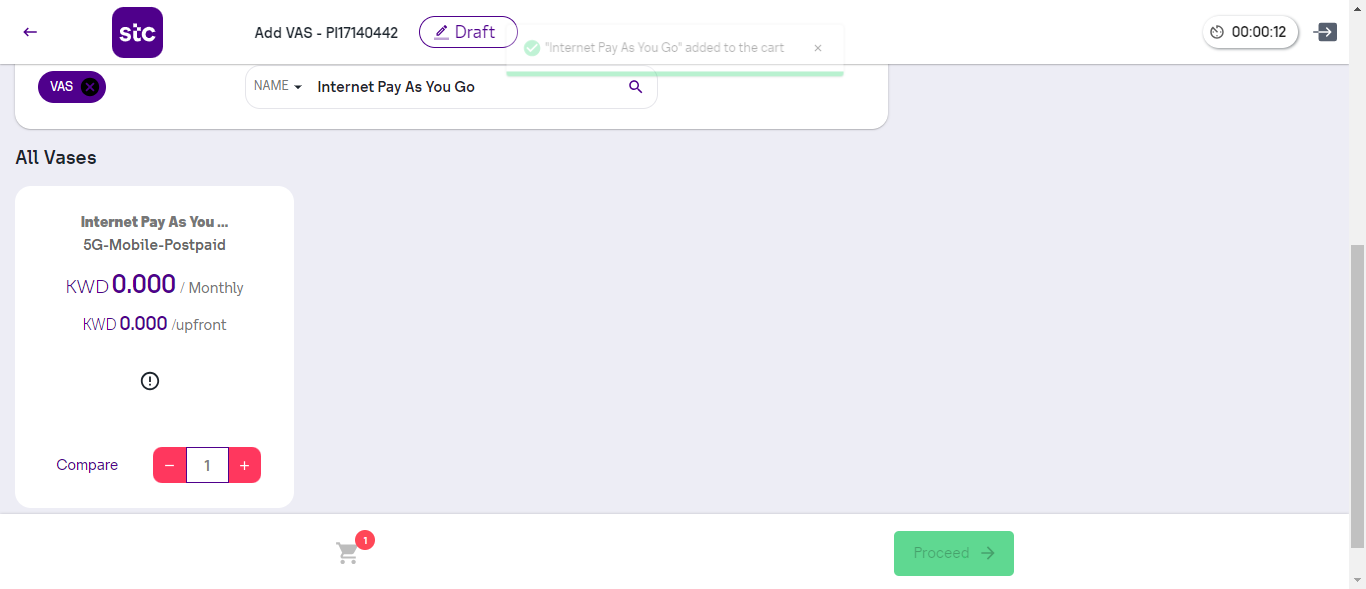 stc
Add VAS - PI17140442
Draft
"Internet Pay As You Go" added to the cart
×
00:00:12
VAS
NAME
Internet Pay As You Go
All Vases
Internet Pay As You ...
5G-Mobile-Postpaid
KWD 0.000 / Monthly
KWD 0.000 /upfront
Compare
− 1 +
1
Proceed